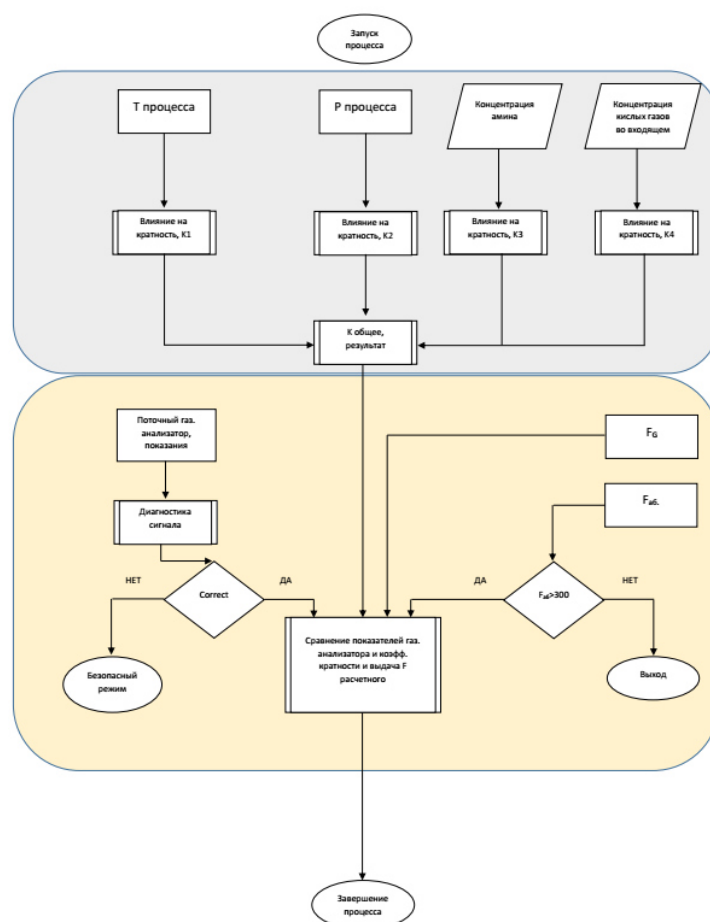 Запуск
процесса
Т процесса
Р процесса
Концентрация
амина
Концентрация
кислых газов
во входящем
Влияние на
кратность, К1
Влияние на
кратность, К2
Влияние на
кратность, К3
Влияние на
кратность, К4
К общее,
результат
Поточный газ.
анализатор,
показания
FG
Fаб.
Диагностика
сигнала
НЕТ
Correct
ДА
ДА
Fаб>300
НЕТ
Сравнение показателей газ.
анализатора и коэфф.
кратности и выдача F
расчетного
Безопасный
режим
Выход
Завершение
процесса